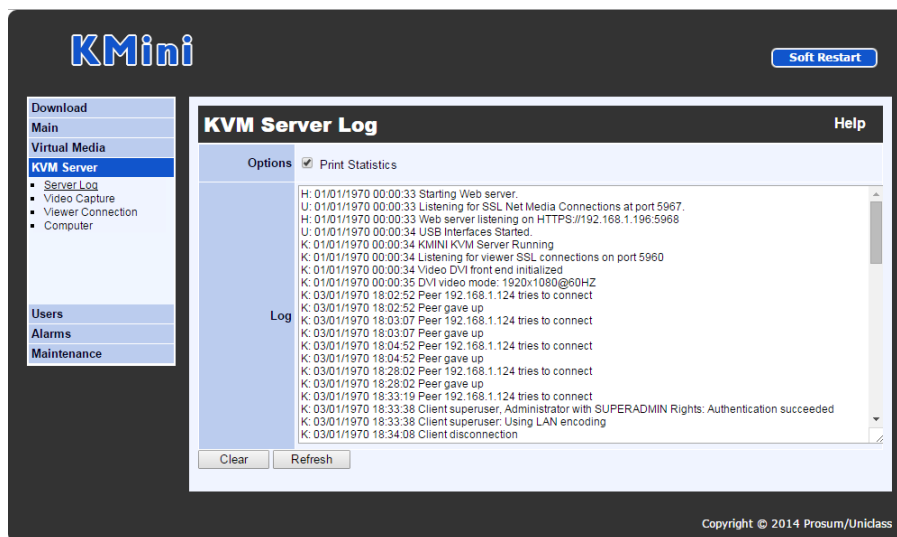 KMini
Soft Restart
Download
Main
Virtual Media
KVM Server
Server Log
Video Capture
Viewer Connection
Computer
Users
Alarms
Maintenance
KVM Server Log
Help
Options
Print Statistics
Log
H: 01/01/1970 00:00:33 Starting Web server.
U: 01/01/1970 00:00:33 Listening for SSL Net Media Connections at port 5967.
H: 01/01/1970 00:00:33 Web server listening on HTTPS://192.168.1.196:5968
U: 01/01/1970 00:00:34 USB Interfaces Started.
K: 01/01/1970 00:00:34 KMINI KVM Server Running
K: 01/01/1970 00:00:34 Listening for viewer SSL connections on port 5960
K: 01/01/1970 00:00:34 Video DVI front end initialized
K: 01/01/1970 00:00:35 DVI video mode: 1920x1080@60HZ
K: 03/01/1970 18:02:52 Peer 192.168.1.124 tries to connect
K: 03/01/1970 18:02:52 Peer gave up
K: 03/01/1970 18:03:07 Peer 192.168.1.124 tries to connect
K: 03/01/1970 18:03:07 Peer gave up
K: 03/01/1970 18:04:52 Peer 192.168.1.124 tries to connect
K: 03/01/1970 18:04:52 Peer gave up
K: 03/01/1970 18:28:02 Peer 192.168.1.124 tries to connect
K: 03/01/1970 18:28:02 Peer gave up
K: 03/01/1970 18:33:19 Peer 192.168.1.124 tries to connect
K: 03/01/1970 18:33:38 Client superuser, Administrator with SUPERADMIN Rights: Authentication succeeded
K: 03/01/1970 18:33:38 Client superuser: Using LAN encoding
K: 03/01/1970 18:34:08 Client disconnection
Clear
Refresh
Copyright © 2014 Prosum/Uniclass